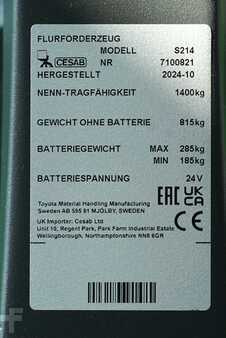 FLURFÖRDERZEUG
MODELL S214
CESAB NR 7100821
HERGESTELLT 2024-10
NENN-TRAGFÄHIGKEIT 1400kg
GEWICHT OHNE BATTERIE 815kg
BATTERIEGEWICHT MAX 285kg
MIN 185kg
BATTERIESPANNUNG 24V
Toyota Material Handling Manufacturing
Sweden AB 595 81 MJÖLBY, SWEDEN
EAC UKCA
CE
UK Importer: Cesab Ltd
Unit 10, Regent Park, Park Farm Industrial Estate
Wellingborough, Northamptonshire NN8 6GR
F